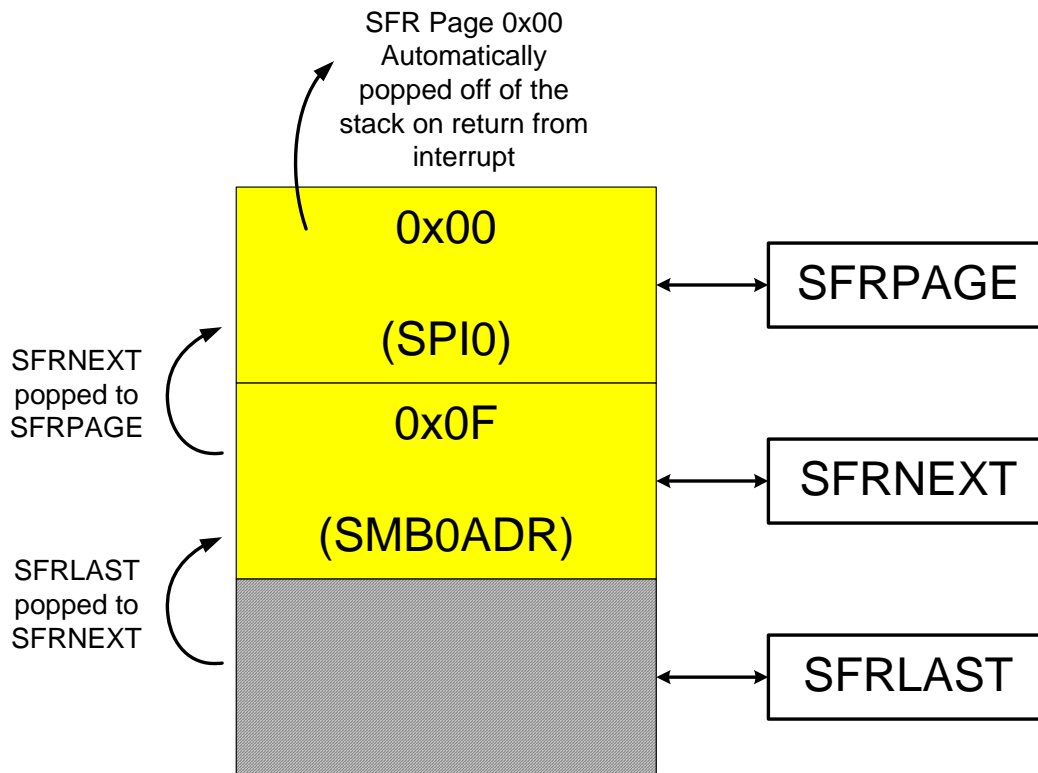 SFR Page 0x00
Automatically
popped off of the
stack on return from
interrupt
0x00
(SPI0)
SFRPAGE
SFRNEXT
popped to
SFRPAGE
0x0F
(SMB0ADR)
SFRNEXT
SFRLAST
popped to
SFRNEXT
SFRLAST